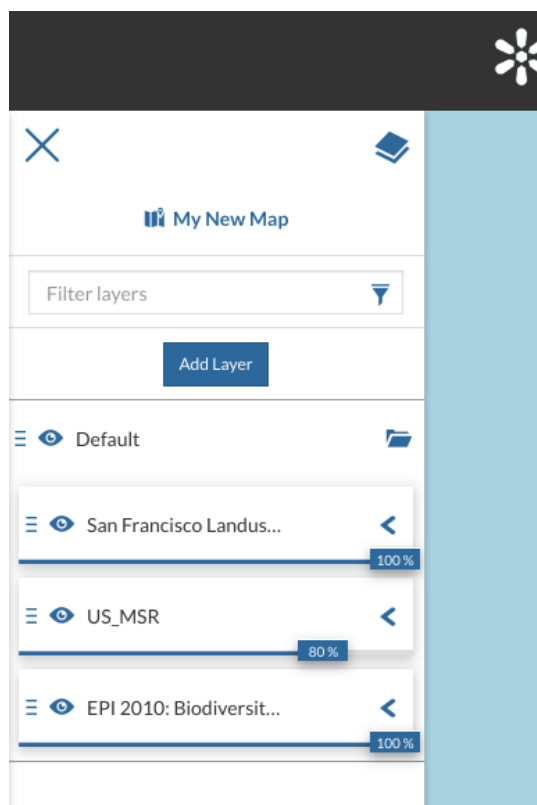 My New Map
Filter layers
Add Layer
Default
San Francisco Landus...
100 %
US_MSR
80 %
EPI 2010: Biodiversit...
100 %